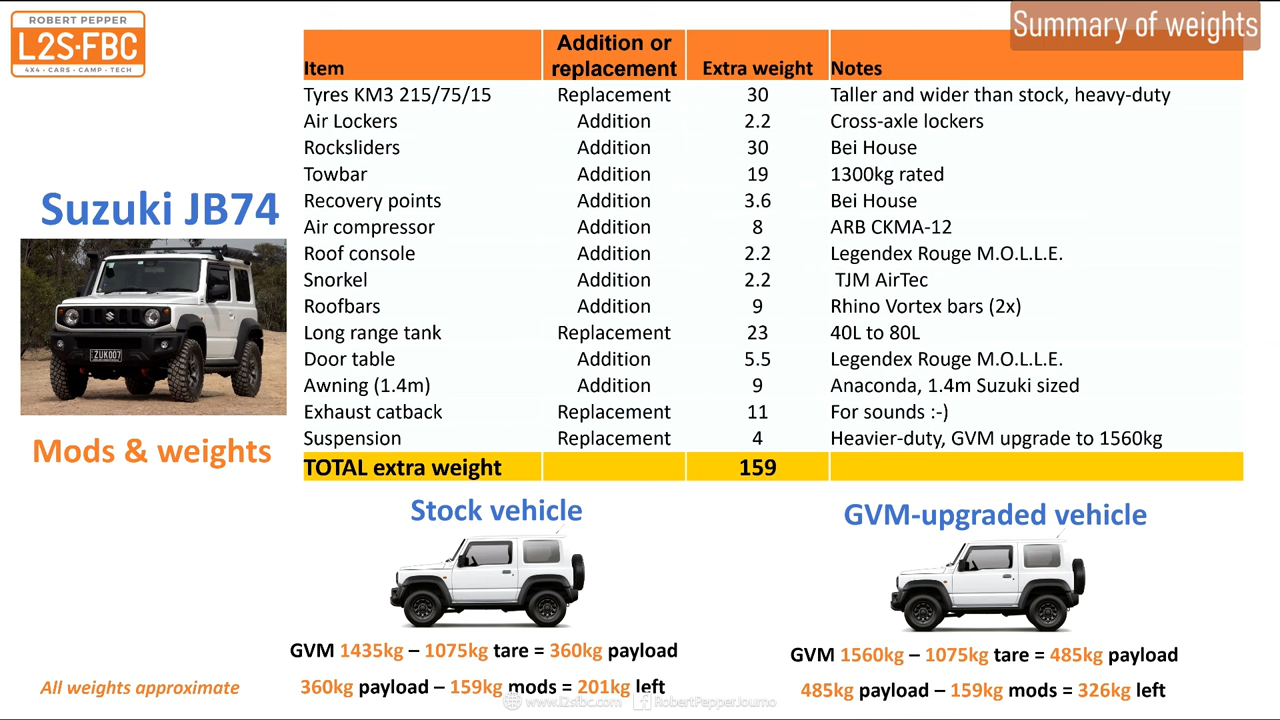 ROBERT PEPPER
L2S·FBC
4X4 • CARS • CAMP • TECH
Summary of weights
Item Addition or replacement Extra weight Notes
Tyres KM3 215/75/15 Replacement 30 Taller and wider than stock, heavy-duty
Air Lockers Addition 2.2 Cross-axle lockers
Rocksliders Addition 30 Bei House
Towbar Addition 19 1300kg rated
Recovery points Addition 3.6 Bei House
Air compressor Addition 8 ARB CKMA-12
Roof console Addition 2.2 Legendex Rouge M.O.L.L.E.
Snorkel Addition 2.2 TJM AirTec
Roofbars Addition 9 Rhino Vortex bars (2x)
Long range tank Replacement 23 40L to 80L
Door table Addition 5.5 Legendex Rouge M.O.L.L.E.
Awning (1.4m) Addition 9 Anaconda, 1.4m Suzuki sized
Exhaust catback Replacement 11 For sounds :-)
Suspension Replacement 4 Heavier-duty, GVM upgrade to 1560kg
TOTAL extra weight 159
Suzuki JB74
ZUK007
Mods & weights
Stock vehicle
GVM 1435kg – 1075kg tare = 360kg payload
360kg payload – 159kg mods = 201kg left
GVM-upgraded vehicle
GVM 1560kg – 1075kg tare = 485kg payload
485kg payload – 159kg mods = 326kg left
All weights approximate
www.l2sfbc.com RobertPepperJourno